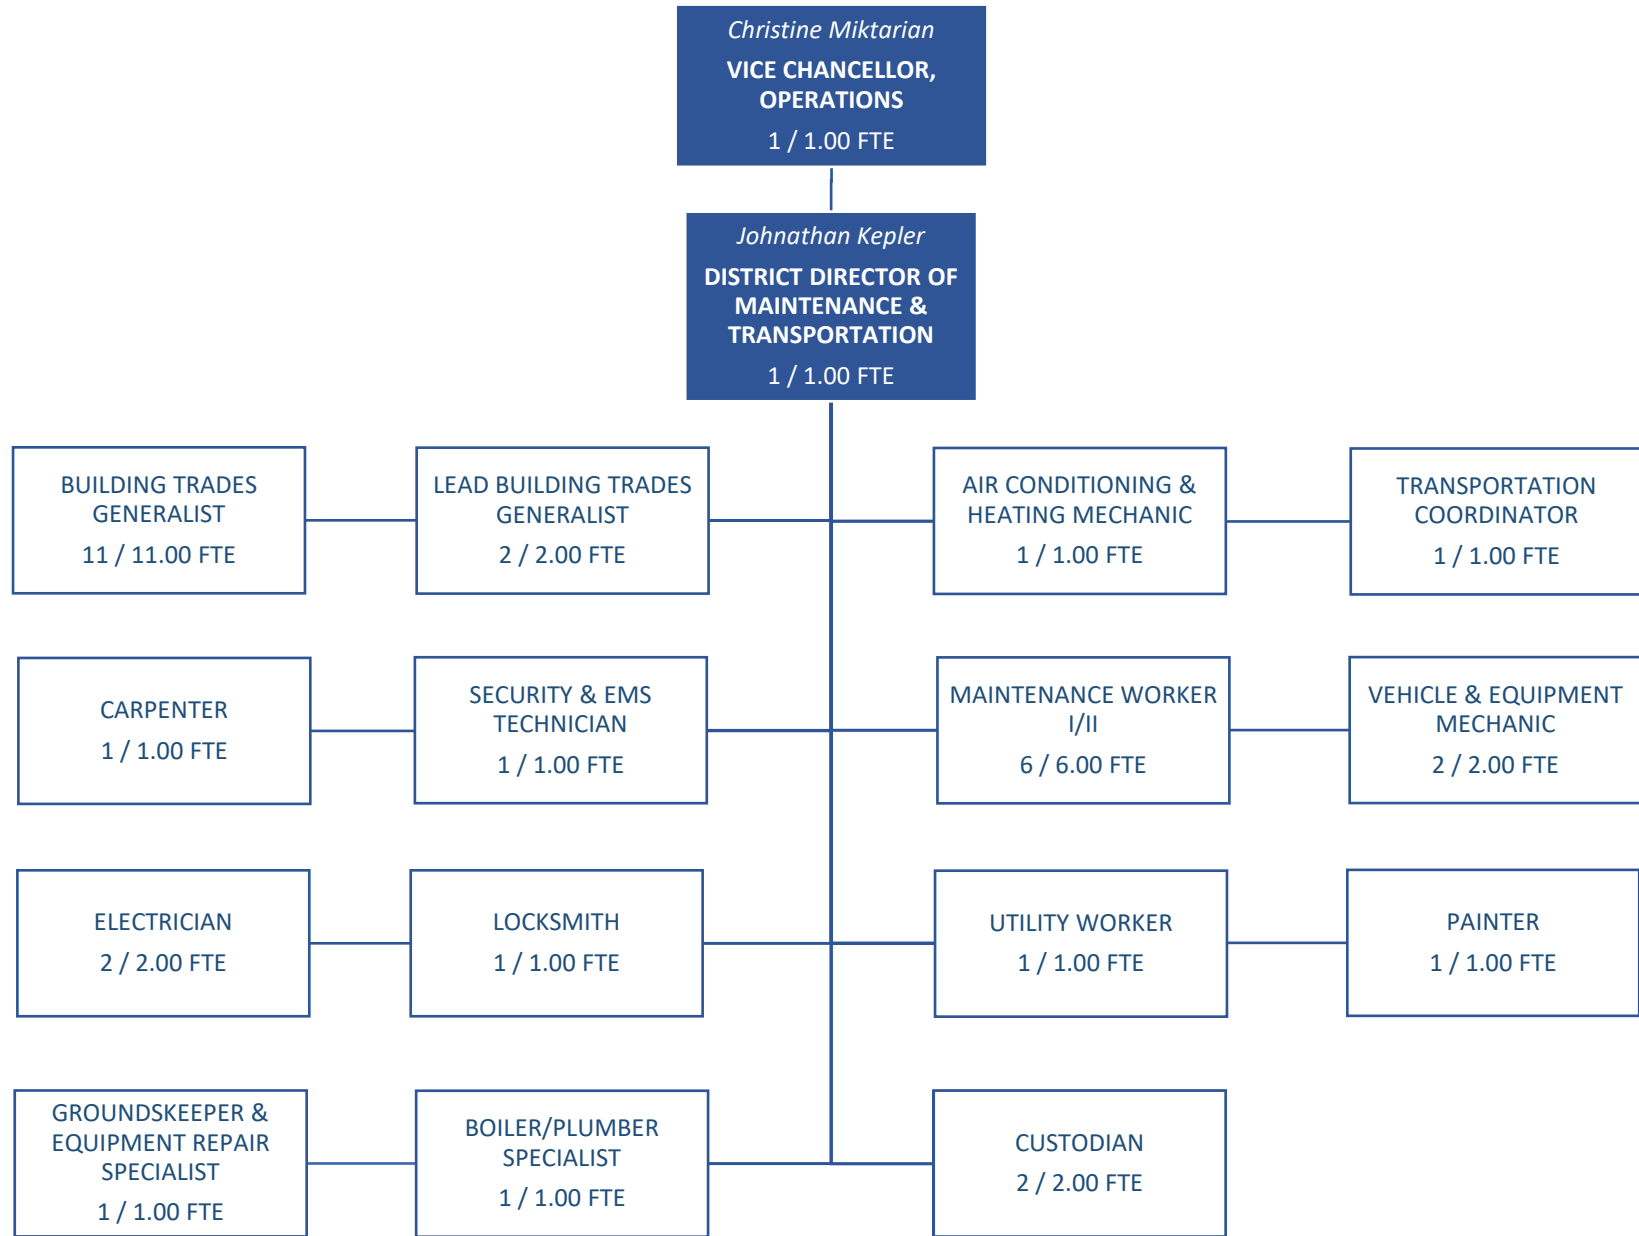 Christine Miktarian
VICE CHANCELLOR,
OPERATIONS
1 / 1.00 FTE
Johnathan Kepler
DISTRICT DIRECTOR OF
MAINTENANCE &
TRANSPORTATION
1 / 1.00 FTE
BUILDING TRADES
GENERALIST
11 / 11.00 FTE
LEAD BUILDING TRADES
GENERALIST
2 / 2.00 FTE
AIR CONDITIONING &
HEATING MECHANIC
1 / 1.00 FTE
TRANSPORTATION
COORDINATOR
1 / 1.00 FTE
CARPENTER
1 / 1.00 FTE
SECURITY & EMS
TECHNICIAN
1 / 1.00 FTE
MAINTENANCE WORKER
I/II
6 / 6.00 FTE
VEHICLE & EQUIPMENT
MECHANIC
2 / 2.00 FTE
ELECTRICIAN
2 / 2.00 FTE
LOCKSMITH
1 / 1.00 FTE
UTILITY WORKER
1 / 1.00 FTE
PAINTER
1 / 1.00 FTE
GROUNDSKEEPER &
EQUIPMENT REPAIR
SPECIALIST
1 / 1.00 FTE
BOILER/PLUMBER
SPECIALIST
1 / 1.00 FTE
CUSTODIAN
2 / 2.00 FTE